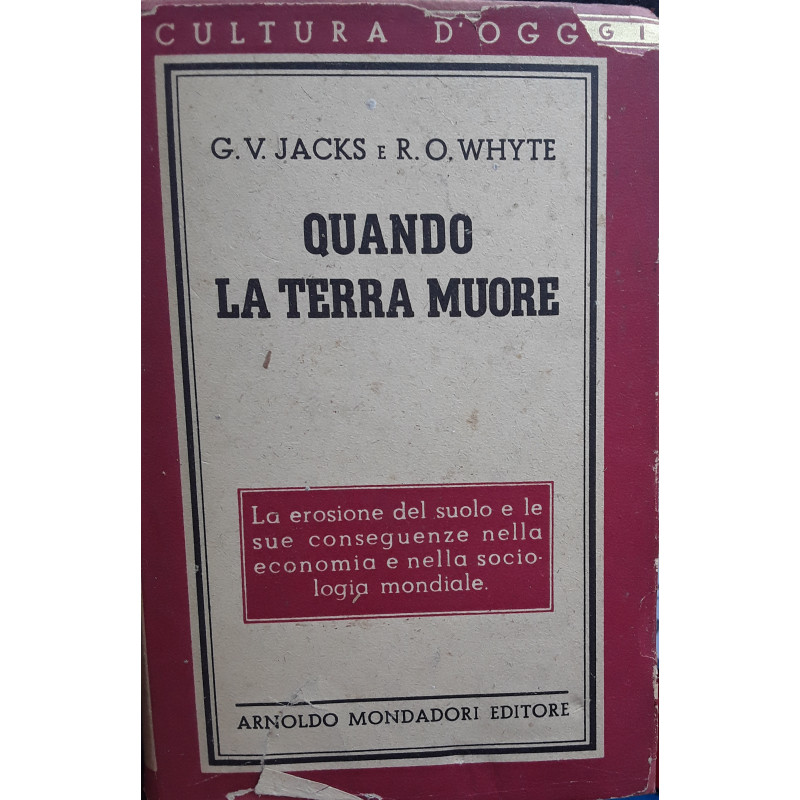 CULTURA D'OGGGI
G. V. JACKS E R. O. WHYTE
QUANDO
LA TERRA MUORE
La erosione del suolo e le
sue conseguenze nella
economia e nella socio-
logia mondiale.
ARNOLDO MONDADORI EDITORE